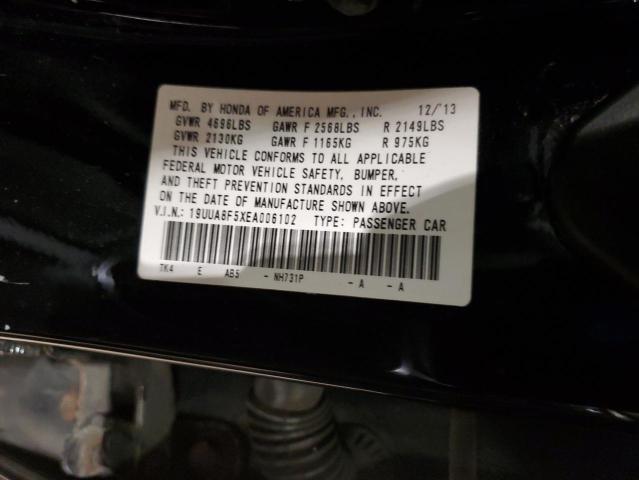 MFD. BY HONDA OF AMERICA MFG., INC. 12/'13
GVWR 4696LBS GAWR F 2568LBS R 2149LBS
GVWR 2130KG GAWR F 1165KG R 975KG
THIS VEHICLE CONFORMS TO ALL APPLICABLE
FEDERAL MOTOR VEHICLE SAFETY, BUMPER,
AND THEFT PREVENTION STANDARDS IN EFFECT
ON THE DATE OF MANUFACTURE SHOWN ABOVE.
V.I.N.: 19UUA8F5XEA006102 TYPE: PASSENGER CAR
TK4 E AB5 - NH731P - A - A